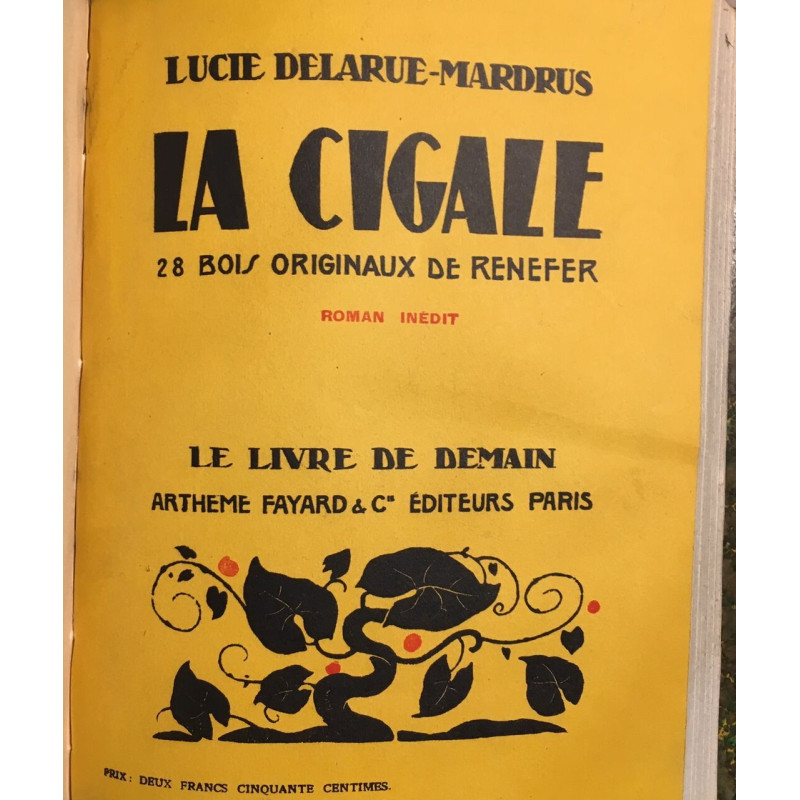 LUCIE DELARUE-MARDRUS
LA CIGALE
28 BOIS ORIGINAUX DE RENEFER
ROMAN INÉDIT
LE LIVRE DE DEMAIN
ARTHEME FAYARD & Cie ÉDITEURS PARIS
PRIX: DEUX FRANCS CINQUANTE CENTIMES.